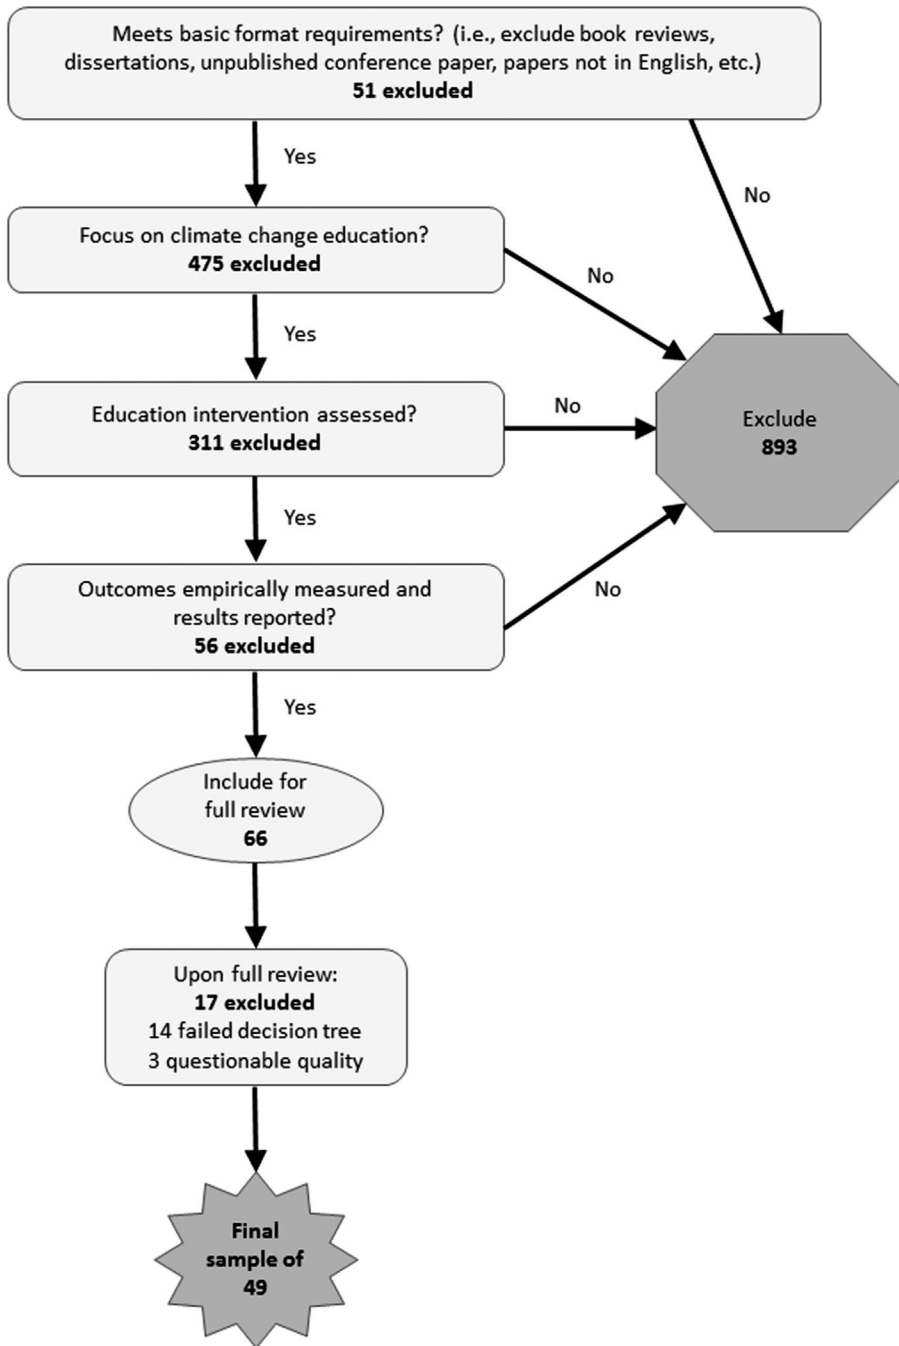 Meets basic format requirements? (i.e., exclude book reviews,
dissertations, unpublished conference paper, papers not in English, etc.)
51 excluded
Yes
No
Focus on climate change education?
475 excluded
No
Yes
Education intervention assessed?
311 excluded
No
Exclude
893
Yes
Outcomes empirically measured and
results reported?
56 excluded
No
Yes
Include for
full review
66
Upon full review:
17 excluded
14 failed decision tree
3 questionable quality
Final
sample of
49